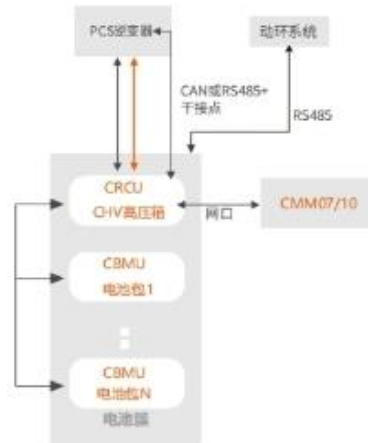 PCS逆变器
动环系统
CAN或RS485+
干接点
RS485
CRCU
CHV高压箱
网口
CMM07/10
CBMU
电池包1
CBMU
电池包N
电池簇